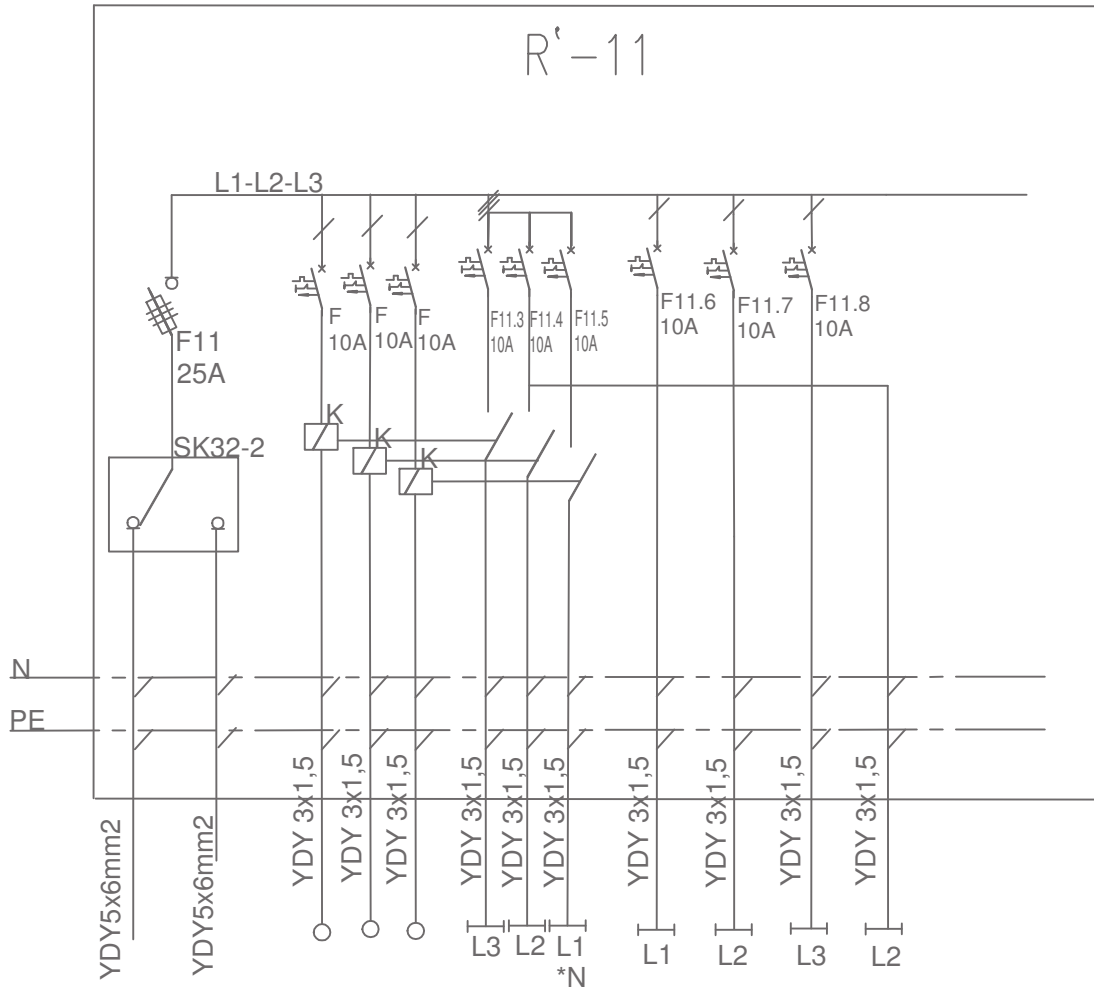 R'-11
L1-L2-L3
F11
25A
SK32-2
F
10A
F
10A
F
10A
F11.3
10A
F11.4
10A
F11.5
10A
F11.6
10A
F11.7
10A
F11.8
10A
K
K
K
N
PE
YDY5x6mm2
YDY5x6mm2
YDY 3x1,5
YDY 3x1,5
YDY 3x1,5
YDY 3x1,5
YDY 3x1,5
YDY 3x1,5
YDY 3x1,5
YDY 3x1,5
YDY 3x1,5
YDY 3x1,5
L3
L2
L1
*N
L1
L2
L3
L2